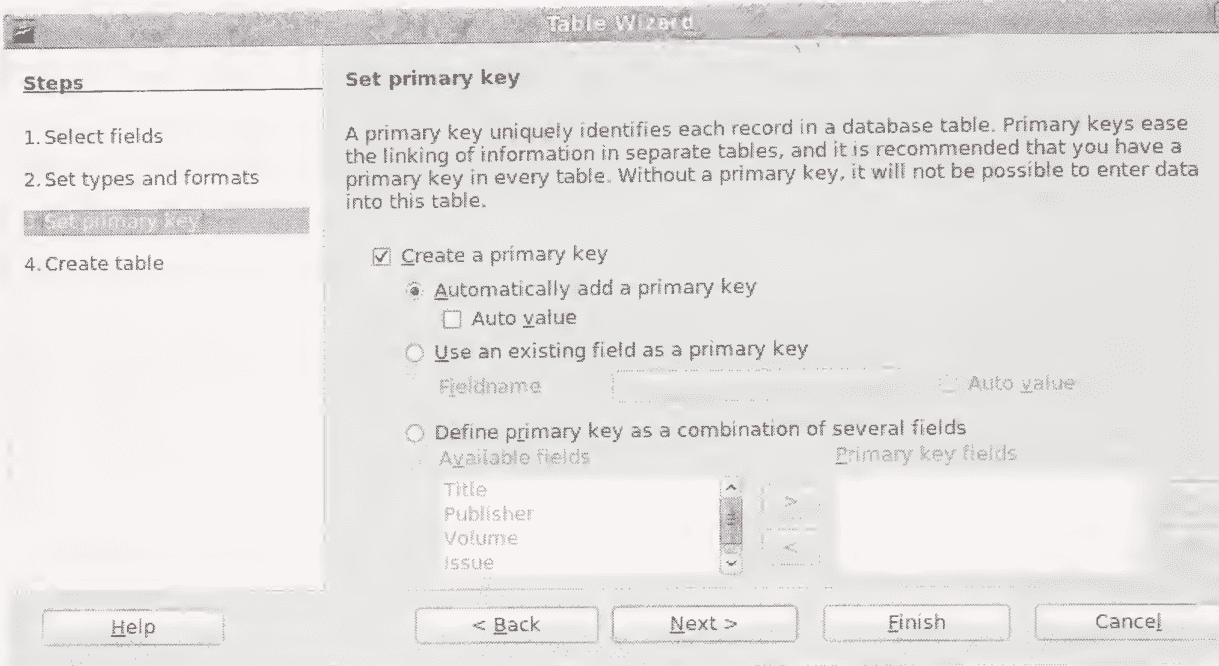 Table Wizard
Steps
1. Select fields
2. Set types and formats
3 Set primary key
4. Create table
Set primary key
A primary key uniquely identifies each record in a database table. Primary keys ease
the linking of information in separate tables, and it is recommended that you have a
primary key in every table. Without a primary key, it will not be possible to enter data
into this table.
Create a primary key
Automatically add a primary key
Auto value
Use an existing field as a primary key
Fieldname
Auto value
Define primary key as a combination of several fields
Available fields
Primary key fields
Title
Publisher
Volume
Issue
>
<
Help
< Back
Next >
Finish
Cancel